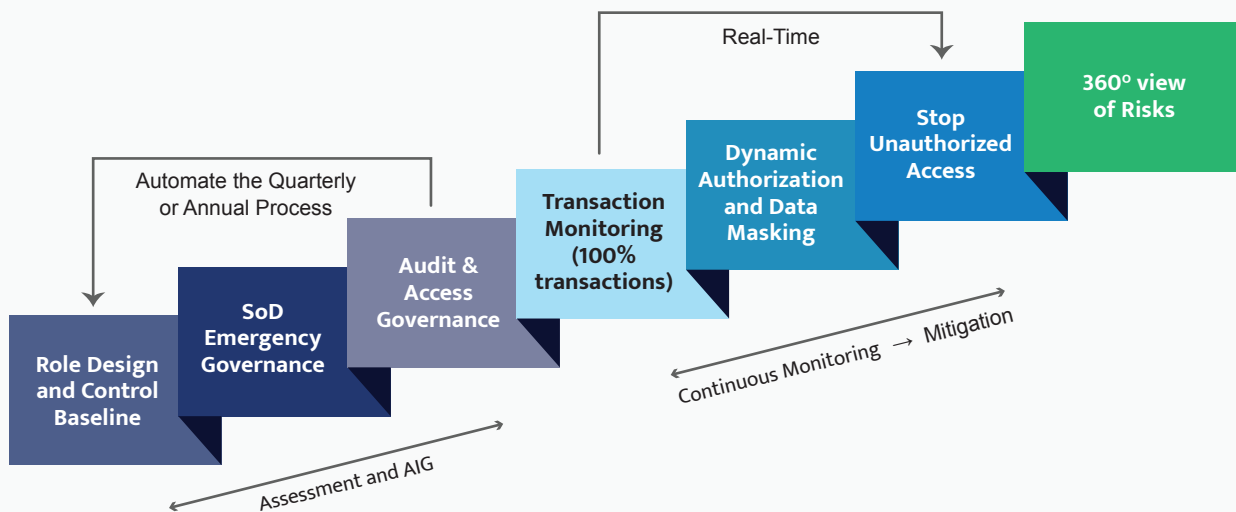 Real-Time
360° view
of Risks
Stop
Unauthorized
Access
Dynamic
Authorization
and Data
Masking
Automate the Quarterly
or Annual Process
Transaction
Monitoring
(100%
transactions)
Audit &
Access
Governance
SoD
Emergency
Governance
Role Design
and Control
Baseline
Continuous Monitoring → Mitigation
Assessment and AIG